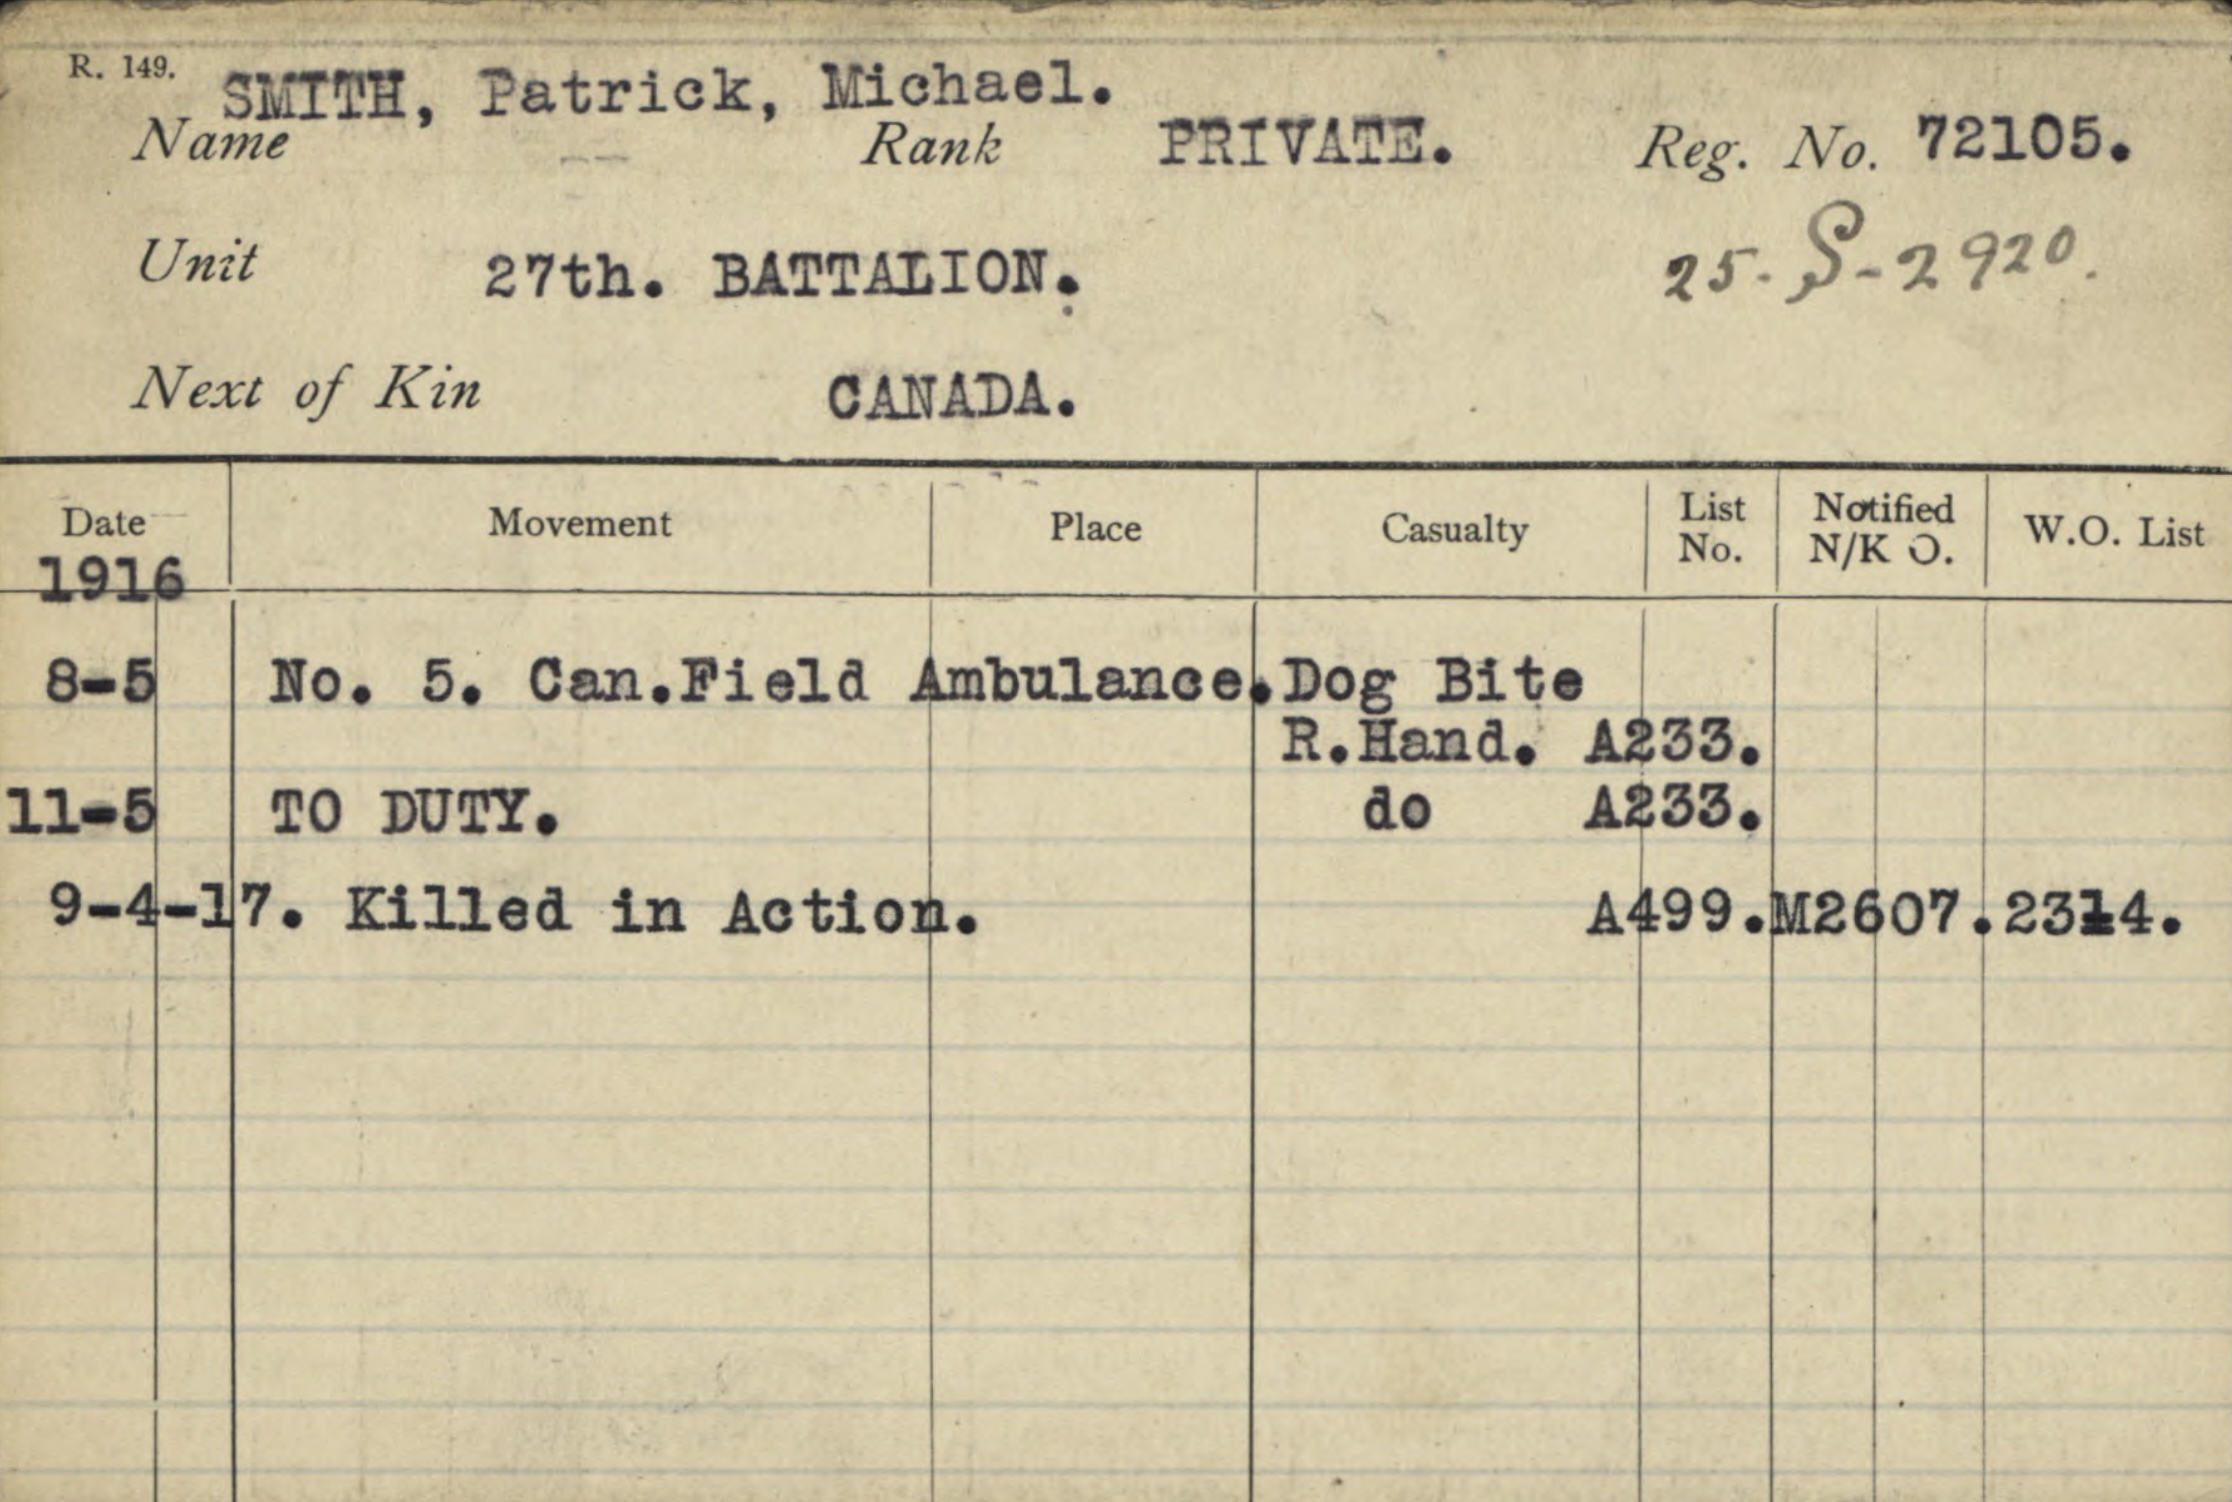 R. 149.
SMITH, Patrick, Michael.
Name Rank PRIVATE. Reg. No. 72105.
Unit 27th. BATTALION. 25-S-2920.
Next of Kin CANADA.
Date Movement Place Casualty List No. Notified N/K O. W.O. List
1916
8-5 No. 5. Can.Field Ambulance. Dog Bite
R.Hand. A233.
11-5 TO DUTY. do A233.
9-4-17. Killed in Action. A499. M2607. 2314.